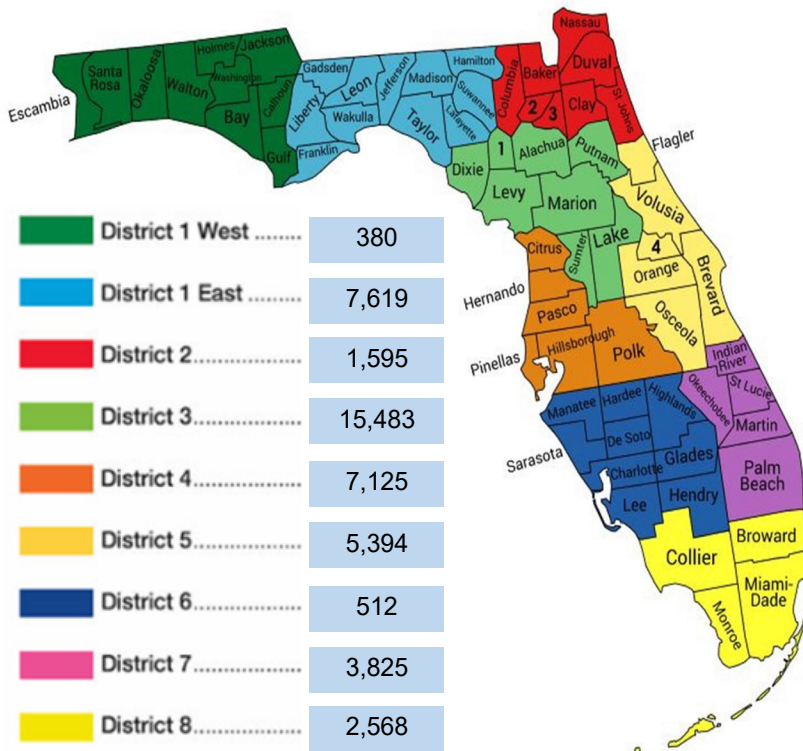 Nassau
Holmes
Jackson
Hamilton
Baker
Duval
Santa
Rosa
Okaloosa
Walton
Washington
Gadsden
Leon
Jefferson
Madison
Columbia
Escambia
Bay
Calhoun
Liberty
Wakulla
Suwannee
2
3
Clay
St Johns
Gulf
Franklin
Taylor
Lafayette
1
Alachua
Putnam
Flagler
Dixie
Levy
Marion
Volusia
District 1 West ........ 380
Citrus
Sumter
Lake
4
Orange
Brevard
District 1 East ......... 7,619
Hernando
Pasco
Osceola
District 2 ................... 1,595
Pinellas
Hillsborough
Polk
Indian
River
District 3 ................... 15,483
Manatee
Hardee
Highlands
Okeechobee
St Lucie
Martin
District 4 ................... 7,125
Sarasota
De Soto
Charlotte
Glades
Palm
Beach
Lee
Hendry
District 5 ................... 5,394
Collier
Broward
District 6 ................... 512
Miami-
Dade
Monroe
District 7 ................... 3,825
District 8 ................... 2,568